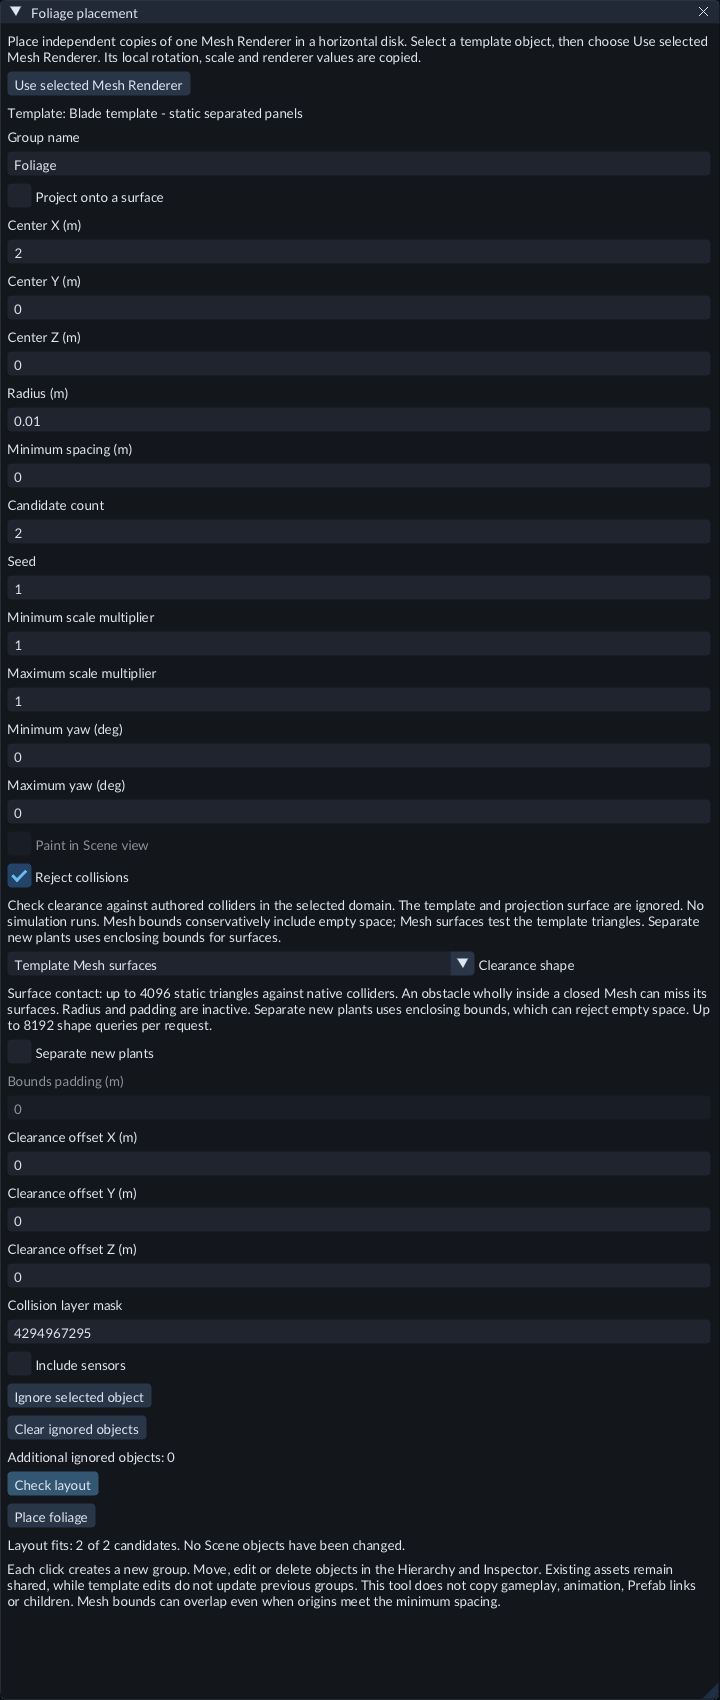 Foliage placement
Place independent copies of one Mesh Renderer in a horizontal disk. Select a template object, then choose Use selected
Mesh Renderer. Its local rotation, scale and renderer values are copied.
Use selected Mesh Renderer
Template: Blade template - static separated panels
Group name
Foliage
Project onto a surface
Center X (m)
2
Center Y (m)
0
Center Z (m)
0
Radius (m)
0.01
Minimum spacing (m)
0
Candidate count
2
Seed
1
Minimum scale multiplier
1
Maximum scale multiplier
1
Minimum yaw (deg)
0
Maximum yaw (deg)
0
Paint in Scene view
Reject collisions
Check clearance against authored colliders in the selected domain. The template and projection surface are ignored. No
simulation runs. Mesh bounds conservatively include empty space; Mesh surfaces test the template triangles. Separate
new plants uses enclosing bounds for surfaces.
Template Mesh surfaces
Clearance shape
Surface contact: up to 4096 static triangles against native colliders. An obstacle wholly inside a closed Mesh can miss its
surfaces. Radius and padding are inactive. Separate new plants uses enclosing bounds, which can reject empty space. Up
to 8192 shape queries per request.
Separate new plants
Bounds padding (m)
0
Clearance offset X (m)
0
Clearance offset Y (m)
0
Clearance offset Z (m)
0
Collision layer mask
4294967295
Include sensors
Ignore selected object
Clear ignored objects
Additional ignored objects: 0
Check layout
Place foliage
Layout fits: 2 of 2 candidates. No Scene objects have been changed.
Each click creates a new group. Move, edit or delete objects in the Hierarchy and Inspector. Existing assets remain
shared, while template edits do not update previous groups. This tool does not copy gameplay, animation, Prefab links
or children. Mesh bounds can overlap even when origins meet the minimum spacing.